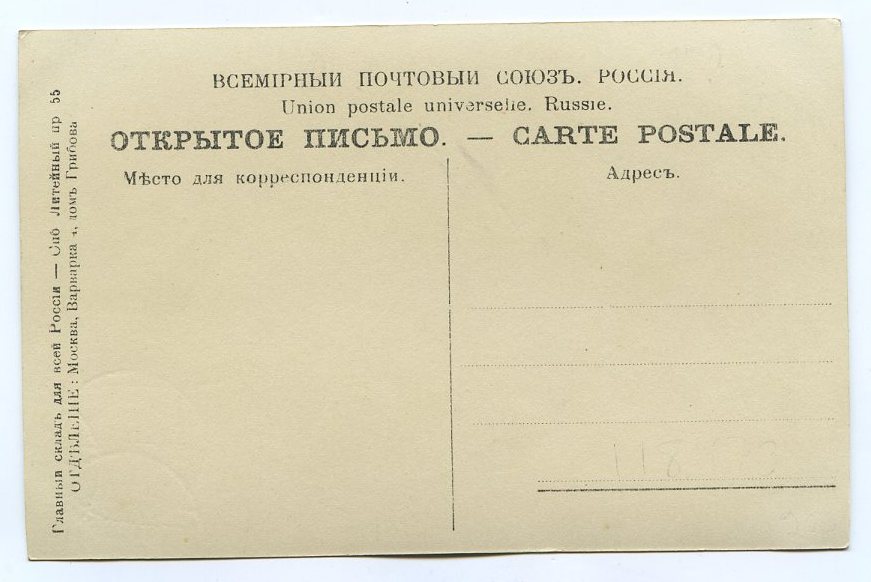 ВСЕМІРНЫЙ ПОЧТОВЫЙ СОЮЗЪ. РОССІЯ.
Union postale universelle. Russie.
ОТКРЫТОЕ ПИСЬМО. — CARTE POSTALE.
Мѣсто для корреспонденціи.
Адресъ.
Главный складъ для всей Россіи — Спб Литейный пр 55
ОТДѢЛЕНІЕ: Москва, Варварка 4, домъ Грибова